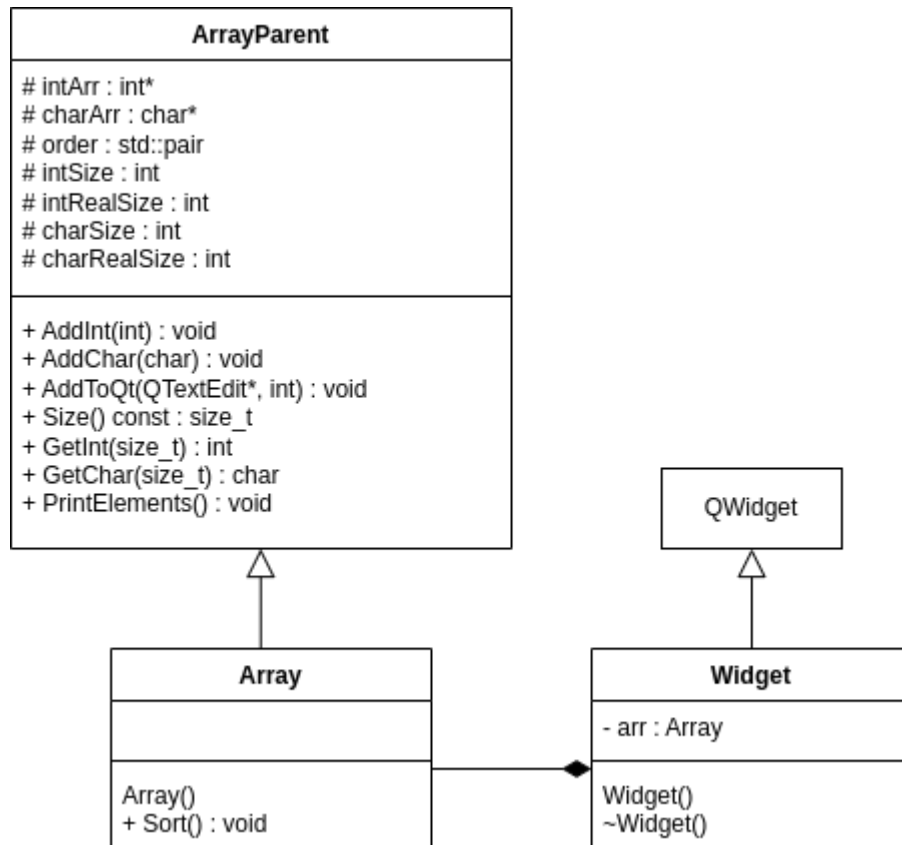 ArrayParent
# intArr : int*
# charArr : char*
# order : std::pair
# intSize : int
# intRealSize : int
# charSize : int
# charRealSize : int
+ AddInt(int) : void
+ AddChar(char) : void
+ AddToQt(QTextEdit*, int) : void
+ Size() const : size_t
+ GetInt(size_t) : int
+ GetChar(size_t) : char
+ PrintElements() : void
QWidget
Array
Array()
+ Sort() : void
Widget
- arr : Array
Widget()
~Widget()